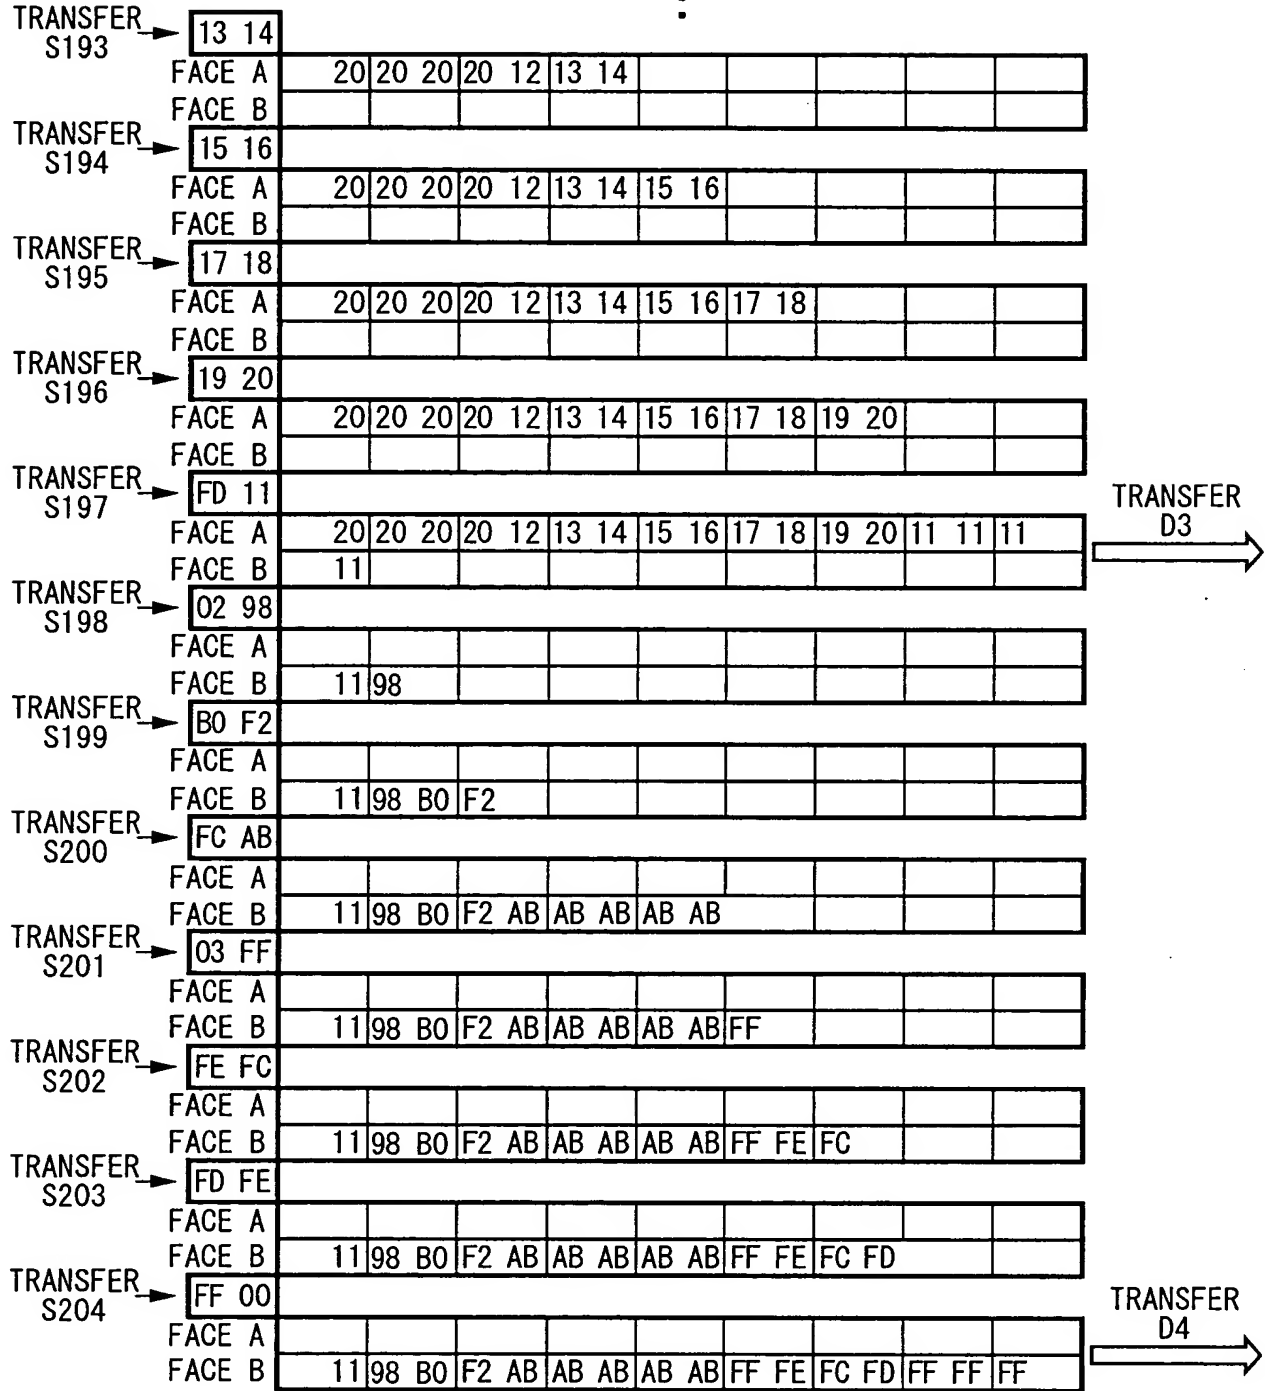 TRANSFER S193 13 14
FACE A 20 20 20 20 12 13 14
FACE B
TRANSFER S194 15 16
FACE A 20 20 20 20 12 13 14 15 16
FACE B
TRANSFER S195 17 18
FACE A 20 20 20 20 12 13 14 15 16 17 18
FACE B
TRANSFER S196 19 20
FACE A 20 20 20 20 12 13 14 15 16 17 18 19 20
FACE B
TRANSFER S197 FD 11
FACE A 20 20 20 20 12 13 14 15 16 17 18 19 20 11 11 11
TRANSFER D3
FACE B 11
TRANSFER S198 02 98
FACE A
FACE B 11 98
TRANSFER S199 B0 F2
FACE A
FACE B 11 98 B0 F2
TRANSFER S200 FC AB
FACE A
FACE B 11 98 B0 F2 AB AB AB AB AB
TRANSFER S201 03 FF
FACE A
FACE B 11 98 B0 F2 AB AB AB AB AB FF
TRANSFER S202 FE FC
FACE A
FACE B 11 98 B0 F2 AB AB AB AB AB FF FE FC
TRANSFER S203 FD FE
FACE A
FACE B 11 98 B0 F2 AB AB AB AB AB FF FE FC FD
TRANSFER S204 FF 00
FACE A
TRANSFER D4
FACE B 11 98 B0 F2 AB AB AB AB AB FF FE FC FD FF FF FF